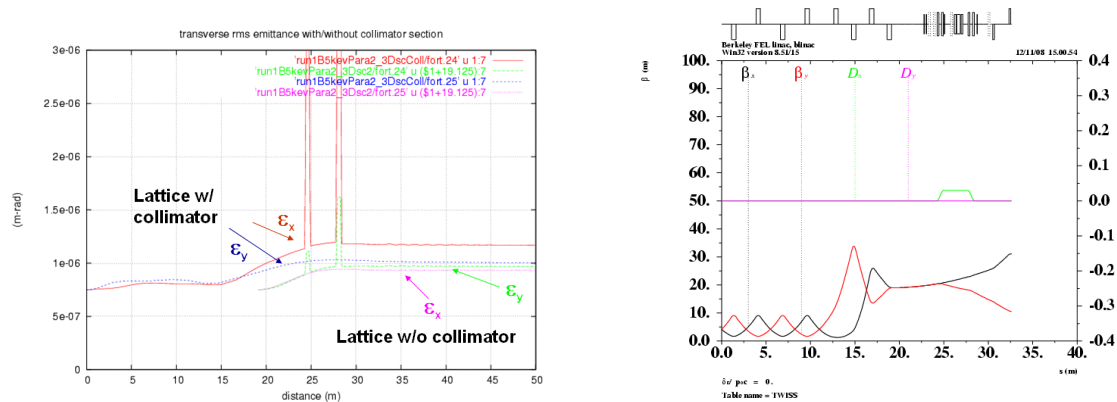 transverse rms emittance with/without collimator section
3e-06
2.5e-06
2e-06
1.5e-06
1e-06
5e-07
0
(m-rad)
'run1B5kevPara2_3DscColl/fort.24' u 1:7
'run1B5kevPara2_3Dsc2/fort.24' u ($1+19.125):7
'run1B5kevPara2_3DscColl/fort.25' u 1:7
'run1B5kevPara2_3Dsc2/fort.25' u ($1+19.125):7
Lattice w/
collimator
εx
εy
εx
εy
Lattice w/o collimator
0 5 10 15 20 25 30 35 40 45 50
distance (m)
Berkeley FEL linac, blinac
Win32 version 8.51/15 12/11/08 15.00.54
β (m)
100.
90.
80.
70.
60.
50.
40.
30.
20.
10.
0.0
βx βy Dx Dy
0.4
0.3
0.2
0.1
0.0
-0.1
-0.2
-0.3
-0.4
0.0 5.0 10. 15. 20. 25. 30. 35. 40.
s (m)
Table name = TWISS